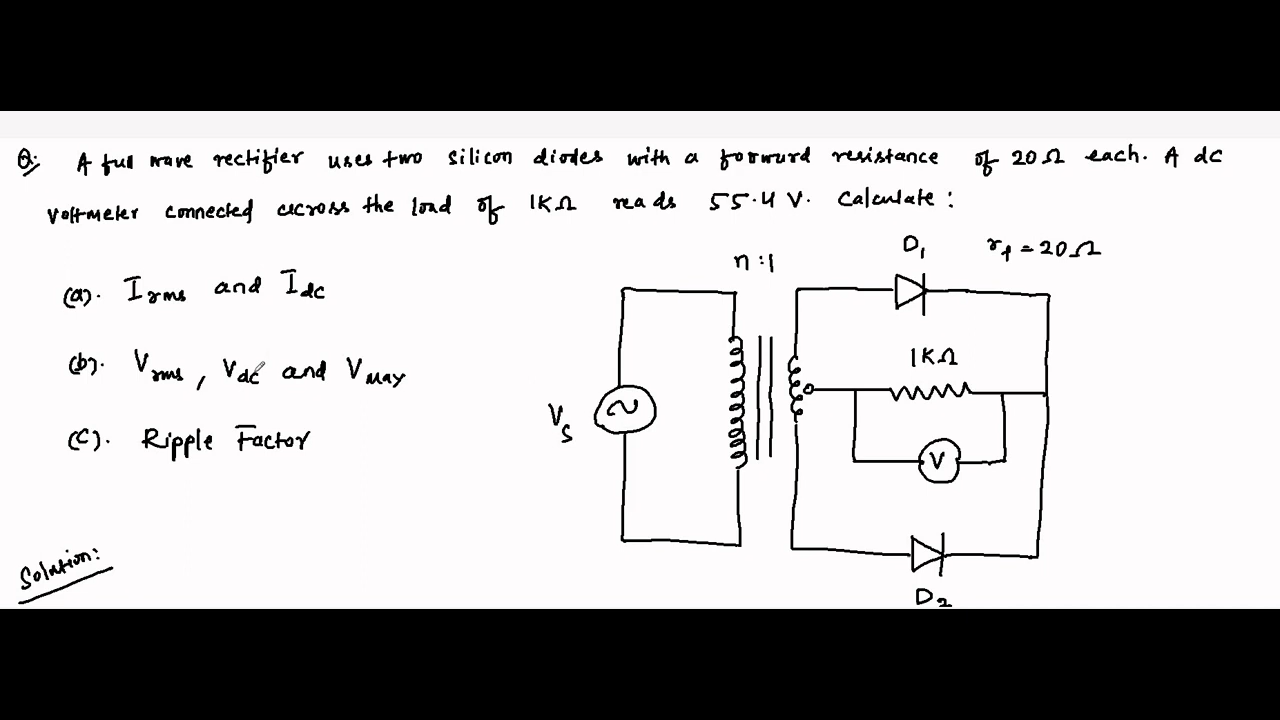 Q: A full wave rectifier uses two silicon diodes with a forward resistance of 20Ω each. A dc
voltmeter connected across the load of 1KΩ reads 55.4 V. Calculate :
(a). Irms and Idc
(b). Vrms, Vdc and Vmax
(c). Ripple Factor
Solution:
n:1
D1
rf = 20Ω
1KΩ
Vs
V
D2